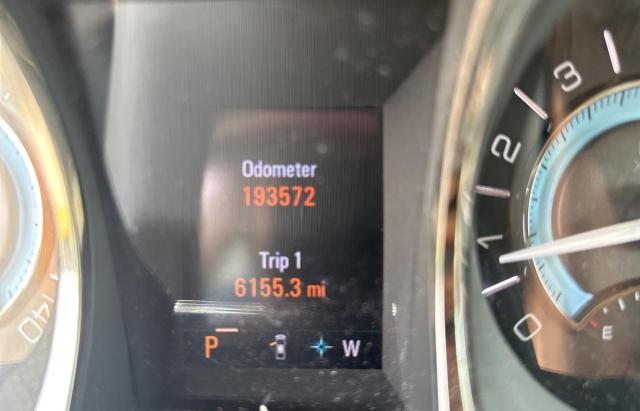 Odometer
193572
Trip 1
6155.3 mi
P W
3
2
1
0
E
140